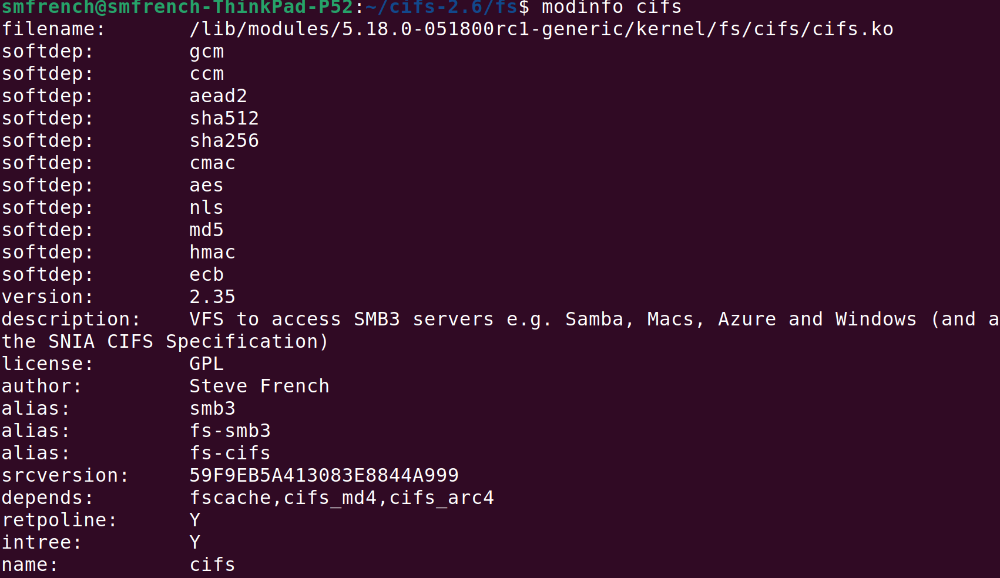 smfrench@smfrench-ThinkPad-P52:~/cifs-2.6/fs$ modinfo cifs
filename:       /lib/modules/5.18.0-051800rc1-generic/kernel/fs/cifs/cifs.ko
softdep:        gcm
softdep:        ccm
softdep:        aead2
softdep:        sha512
softdep:        sha256
softdep:        cmac
softdep:        aes
softdep:        nls
softdep:        md5
softdep:        hmac
softdep:        ecb
version:        2.35
description:    VFS to access SMB3 servers e.g. Samba, Macs, Azure and Windows (and a
the SNIA CIFS Specification)
license:        GPL
author:         Steve French
alias:          smb3
alias:          fs-smb3
alias:          fs-cifs
srcversion:     59F9EB5A413083E8844A999
depends:        fscache,cifs_md4,cifs_arc4
retpoline:      Y
intree:         Y
name:           cifs